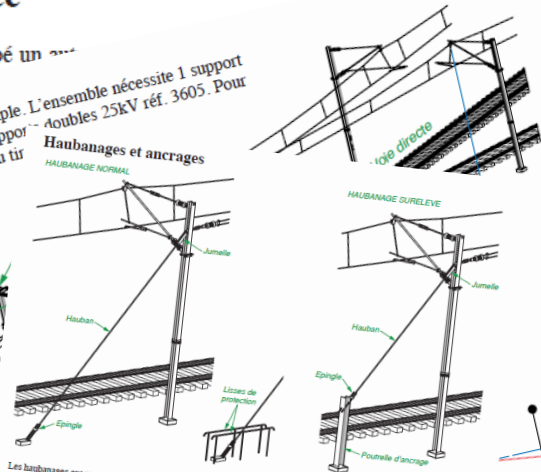 un
ple. L'ensemble nécessite 1 support
doubles 25kV réf. 3605. Pour
Haubanages et ancrages
HAUBANAGE NORMAL
Voie directe
HAUBANAGE SURELEVE
Jumelle
Hauban
Epingle
Lisses de
protection
Jumelle
Hauban
Epingle
Poutrelle d'ancrage
Les haubanages